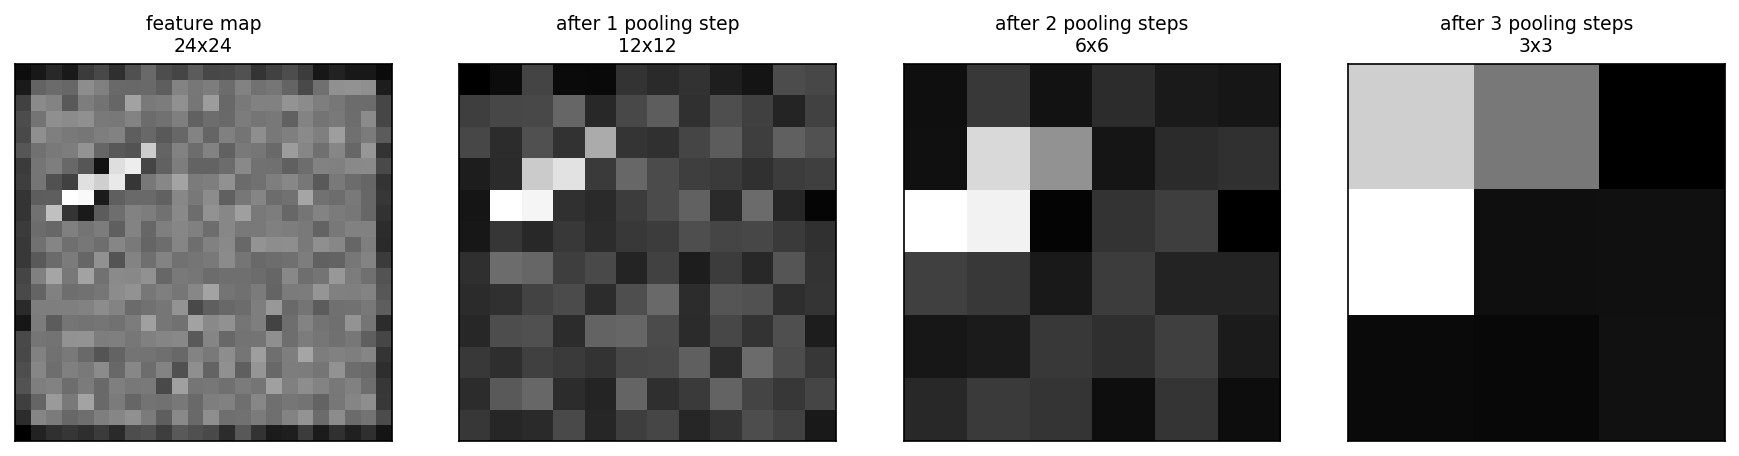 feature map
24x24
after 1 pooling step
12x12
after 2 pooling steps
6x6
after 3 pooling steps
3x3